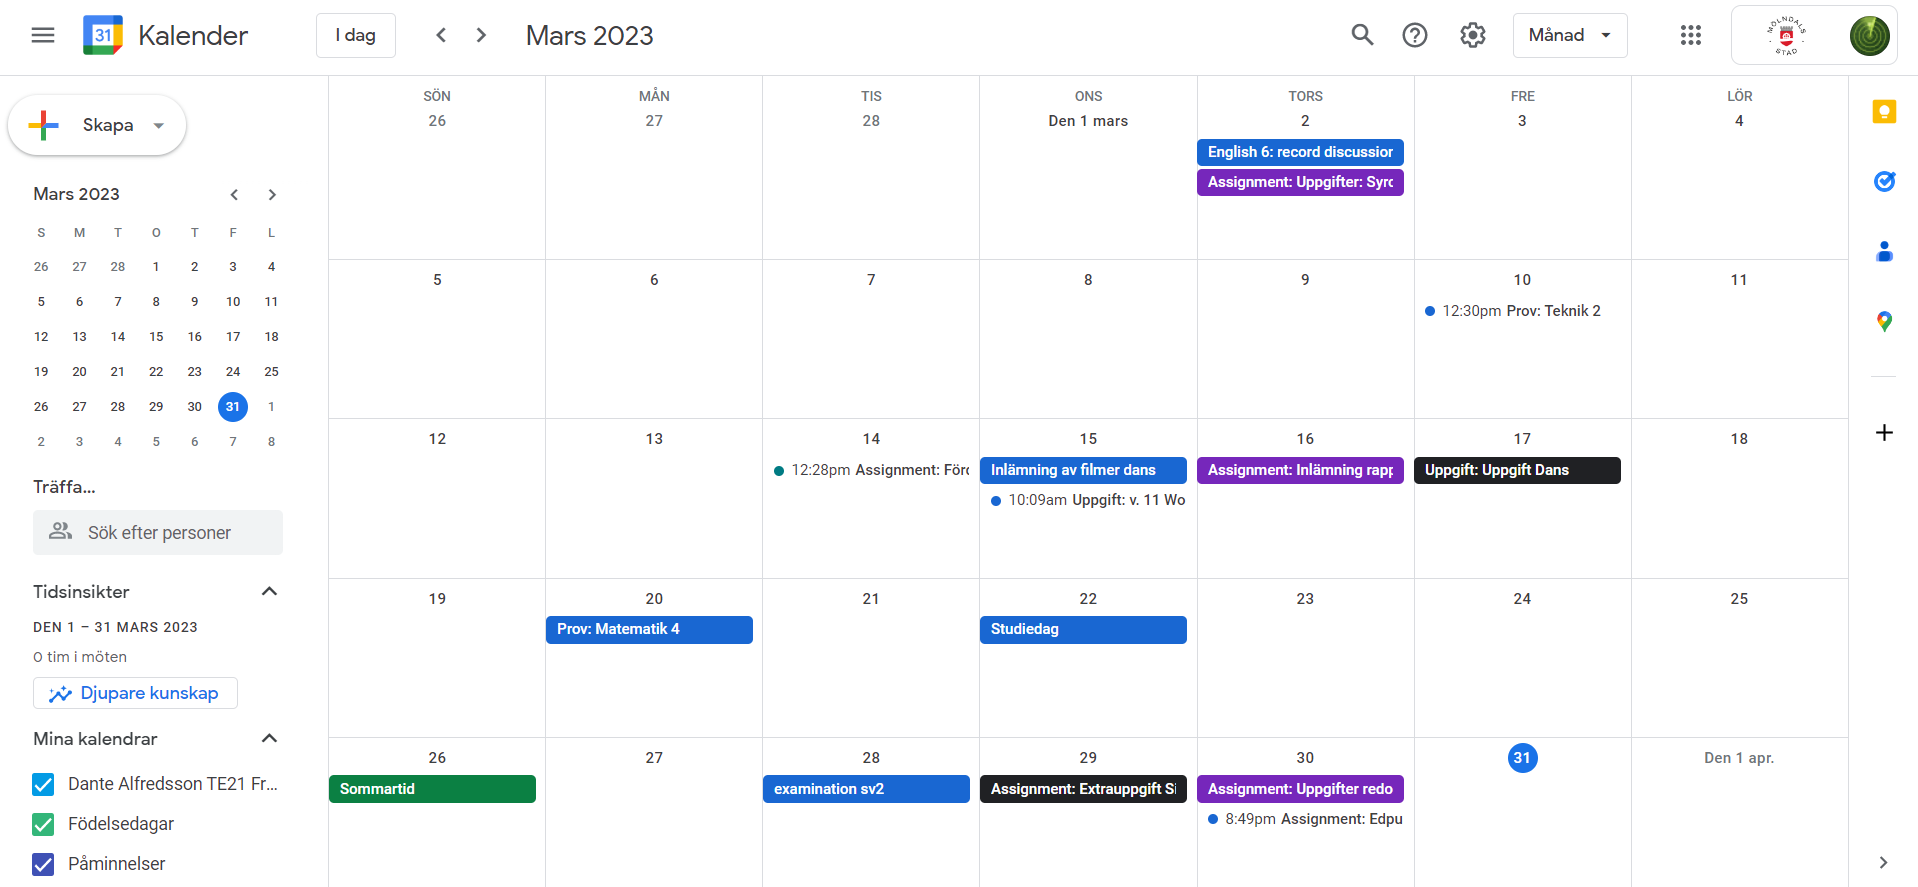 31 Kalender I dag Mars 2023 Månad MÖLNDALS STAD
Skapa
Mars 2023
S M T O T F L
26 27 28 1 2 3 4
5 6 7 8 9 10 11
12 13 14 15 16 17 18
19 20 21 22 23 24 25
26 27 28 29 30 31 1
2 3 4 5 6 7 8
Träffa...
Sök efter personer
Tidsinsikter
DEN 1 – 31 MARS 2023
0 tim i möten
Djupare kunskap
Mina kalendrar
Dante Alfredsson TE21 Fr...
Födelsedagar
Påminnelser
SÖN MÅN TIS ONS TORS FRE LÖR
26 27 28 Den 1 mars 2 3 4
English 6: record discussion
Assignment: Uppgifter: Syrc
5 6 7 8 9 10 11
12:30pm Prov: Teknik 2
12 13 14 15 16 17 18
12:28pm Assignment: Förc Inlämning av filmer dans Assignment: Inlämning rapp Uppgift: Uppgift Dans
10:09am Uppgift: v. 11 Wo
19 20 21 22 23 24 25
Prov: Matematik 4 Studiedag
26 27 28 29 30 31 Den 1 apr.
Sommartid examination sv2 Assignment: Extrauppgift Si Assignment: Uppgifter redo
8:49pm Assignment: Edpu